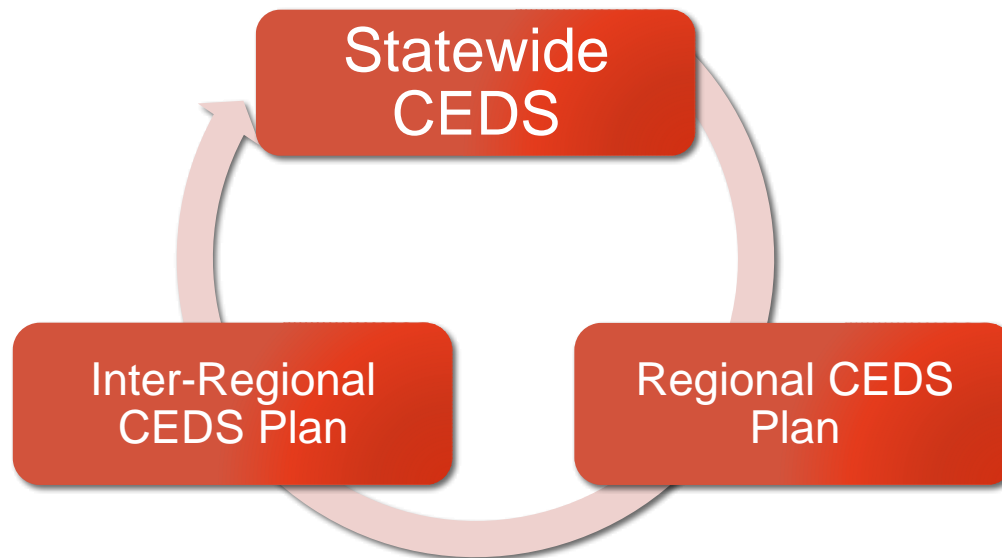 Statewide
CEDS
Inter-Regional
CEDS Plan
Regional CEDS
Plan